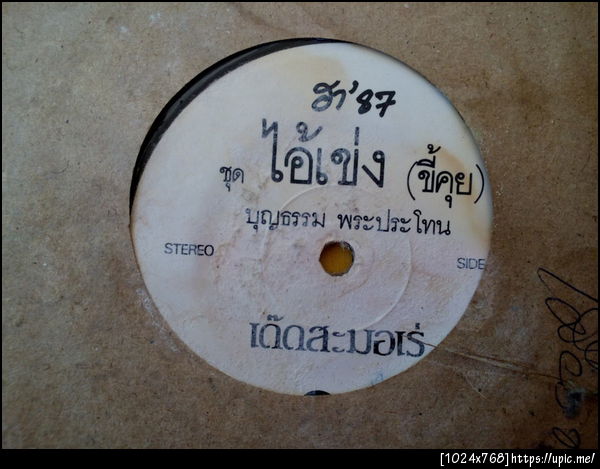 ฮา'87
ชุด ไอ้เข่ง (ขี้คุย)
บุญธรรม พระประโทน
STEREO
SIDE
เด๊ดสะมอเร่
[1024x768]https://upic.me/